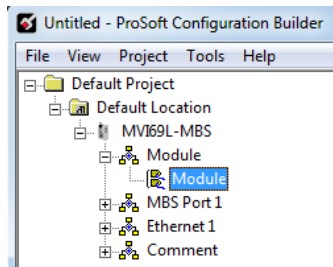 Untitled - ProSoft Configuration Builder
File View Project Tools Help
Default Project
Default Location
MVI69L-MBS
Module
Module
MBS Port 1
Ethernet 1
Comment